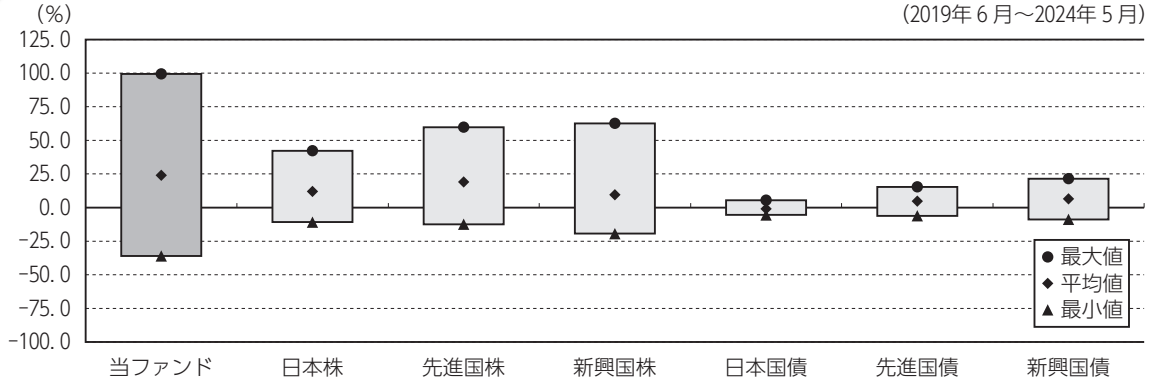 (%)
(2019年6月～2024年5月)
125.0
100.0
75.0
50.0
25.0
0.0
-25.0
-50.0
-75.0
-100.0
● 最大値
◆ 平均値
▲ 最小値
当ファンド 日本株 先進国株 新興国株 日本国債 先進国債 新興国債